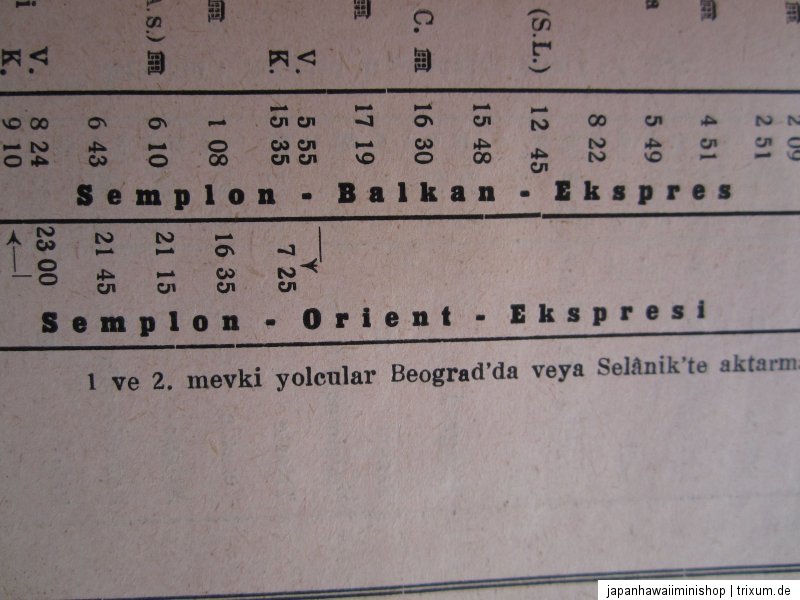 i
(A.S.)
C.
(S.L.)
a
V.
K.
V.
K.
8 24
9 10
6 43
6 10
1 08
5 55
15 35
17 19
16 30
15 48
12 45
8 22
5 49
4 51
2 51
2 09
Semplon - Balkan - Ekspres
23 00
21 45
21 15
16 35
7 25
Semplon - Orient - Ekspresi
1 ve 2. mevki yolcular Beograd'da veya Selânik'te aktarma
japanhawaiiminishop | trixum.de